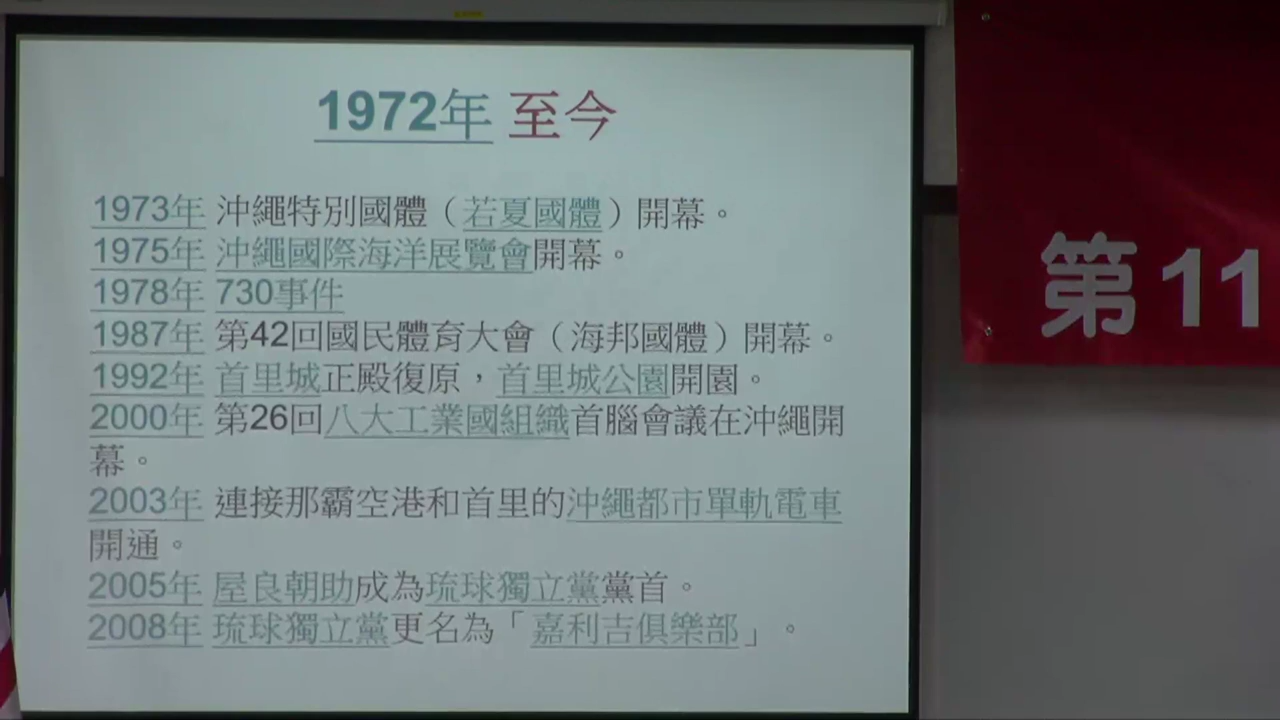 1972年 至今
1973年 沖繩特別國體（若夏國體）開幕。
1975年 沖繩國際海洋展覽會開幕。
1978年 730事件
1987年 第42回國民體育大會（海邦國體）開幕。
1992年 首里城正殿復原，首里城公園開園。
2000年 第26回八大工業國組織首腦會議在沖繩開
幕。
2003年 連接那霸空港和首里的沖繩都市單軌電車
開通。
2005年 屋良朝助成為琉球獨立黨黨首。
2008年 琉球獨立黨更名為「嘉利吉俱樂部」。
第11